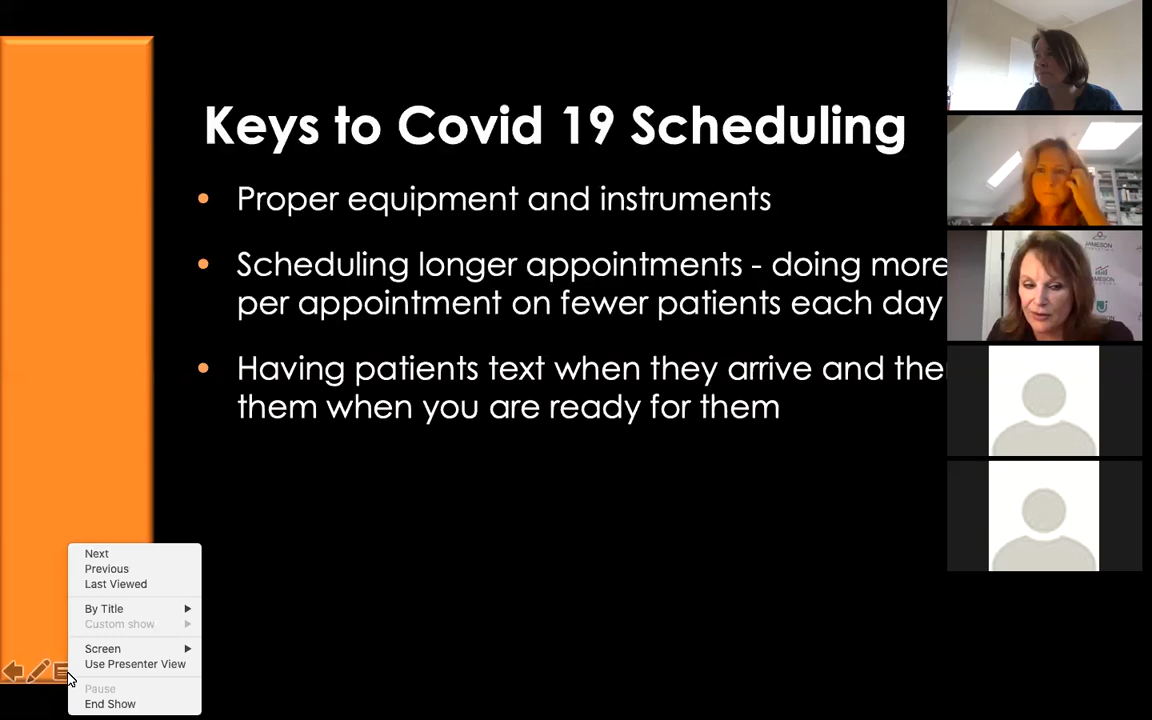 Keys to Covid 19 Scheduling
• Proper equipment and instruments
• Scheduling longer appointments - doing more
per appointment on fewer patients each day
• Having patients text when they arrive and
them when you are ready for them
JAMESON
Next
Previous
Last Viewed
By Title
Custom show
Screen
Use Presenter View
Pause
End Show